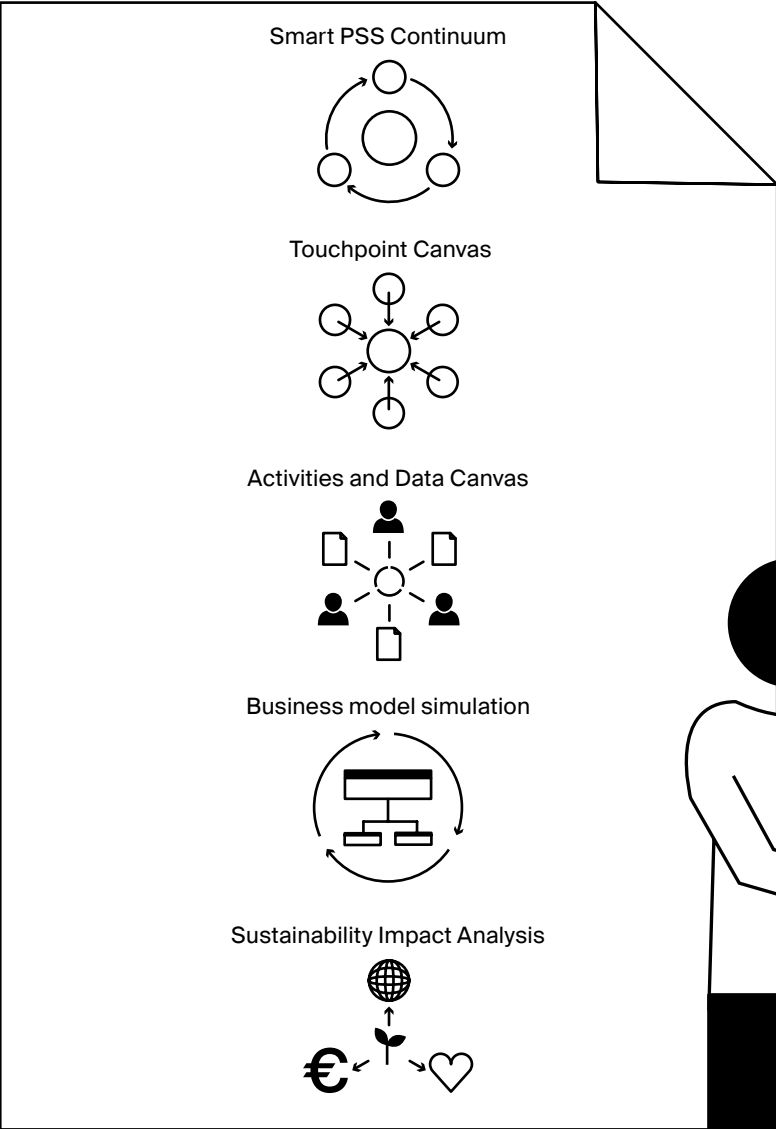 Smart PSS Continuum
Touchpoint Canvas
Activities and Data Canvas
Business model simulation
Sustainability Impact Analysis
€